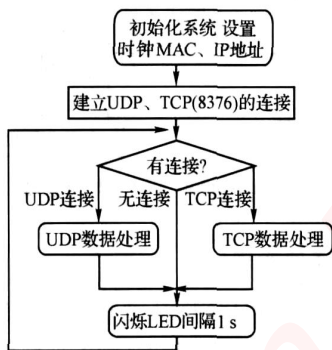 初始化系统 设置
时钟MAC、IP地址
建立UDP、TCP(8376)的连接
有连接?
UDP连接 无连接 TCP连接
UDP数据处理 TCP数据处理
闪烁LED间隔1 s